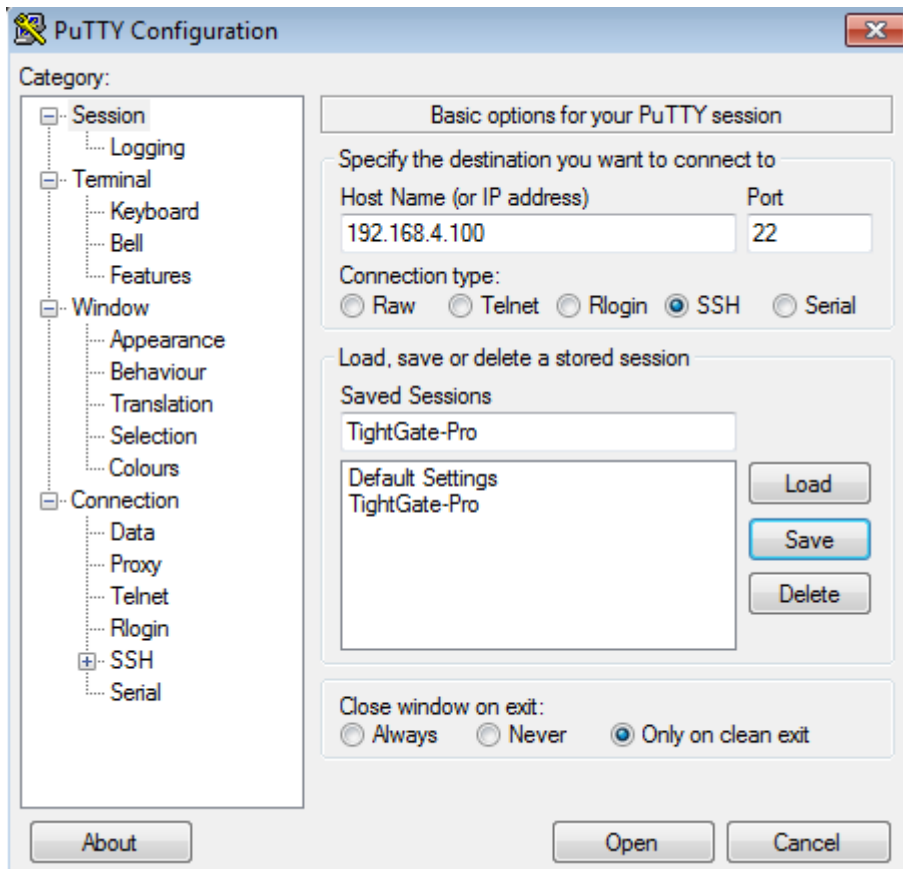 PuTTY Configuration
Category:
Session
Logging
Terminal
Keyboard
Bell
Features
Window
Appearance
Behaviour
Translation
Selection
Colours
Connection
Data
Proxy
Telnet
Rlogin
SSH
Serial
Basic options for your PuTTY session
Specify the destination you want to connect to
Host Name (or IP address) Port
192.168.4.100 22
Connection type:
Raw Telnet Rlogin SSH Serial
Load, save or delete a stored session
Saved Sessions
TightGate-Pro
Default Settings
TightGate-Pro
Load
Save
Delete
Close window on exit:
Always Never Only on clean exit
About Open Cancel